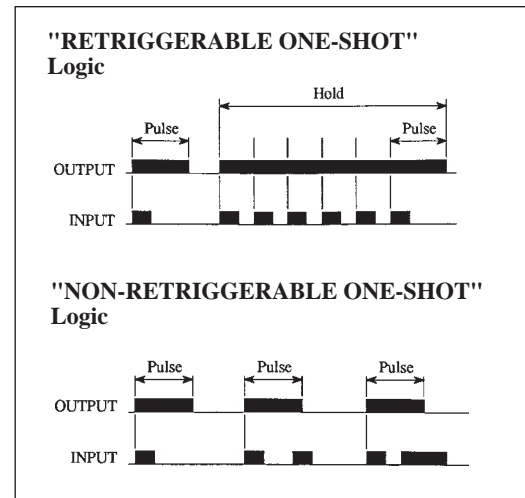 "RETRIGGERABLE ONE-SHOT"
Logic
Hold
Pulse Pulse
OUTPUT
INPUT
"NON-RETRIGGERABLE ONE-SHOT"
Logic
Pulse Pulse Pulse
OUTPUT
INPUT